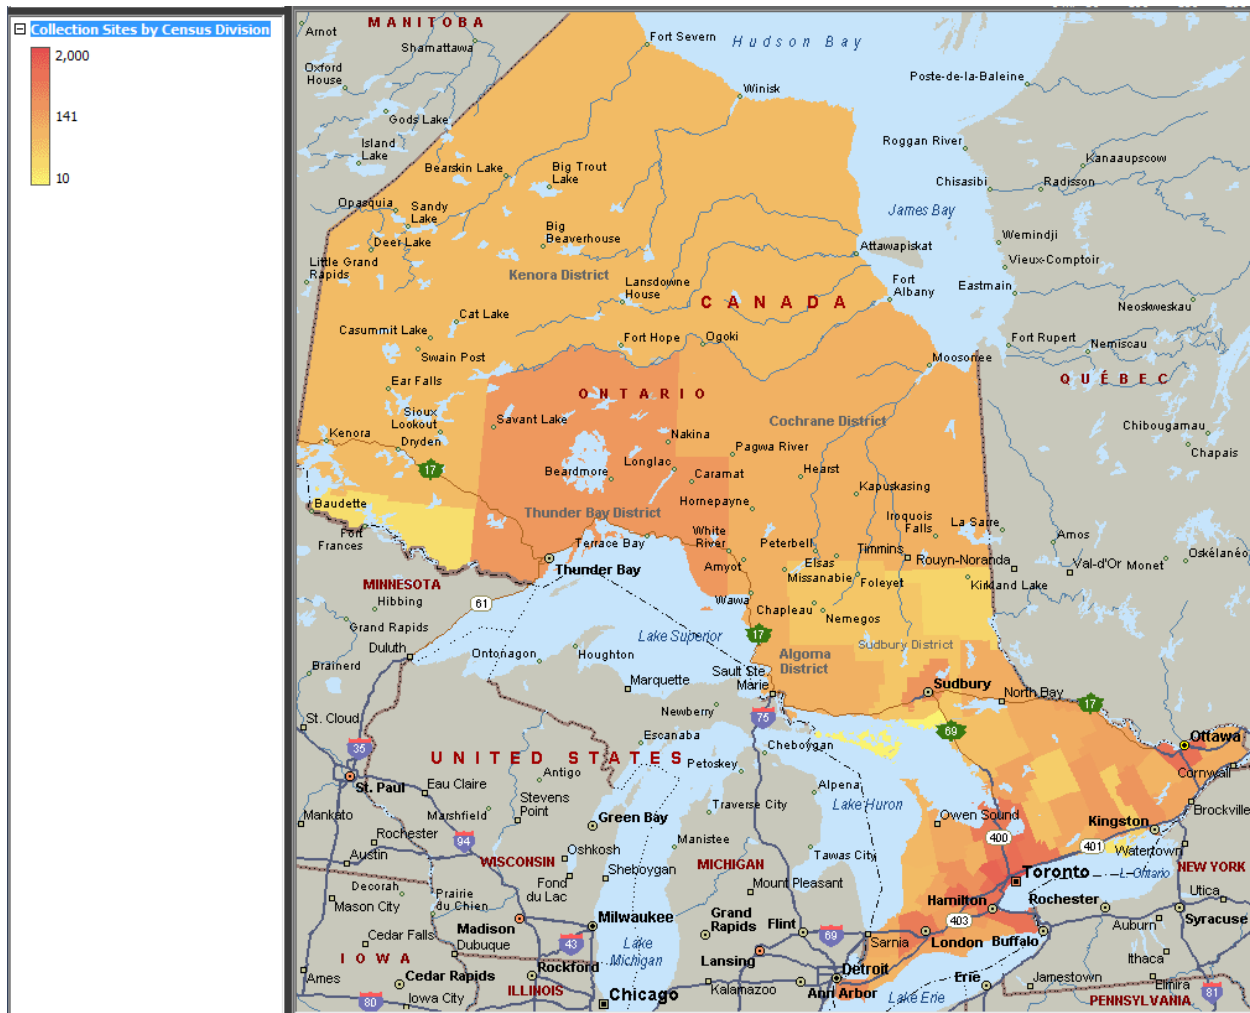 Collection Sites by Census Division
2,000
141
10
MANITOBA
Arnot
Shamattawa
Oxford
House
Gods Lake
Island
Lake
Fort Severn
Hudson Bay
Winisk
Poste-de-la-Baleine
Roggan River
Kanaaupscow
Chisasibi
Radisson
Bearskin Lake
Big Trout
Lake
Opasquia
Sandy
Lake
James Bay
Big
Beaverhouse
Deer Lake
Little Grand
Rapids
Wemindji
Attawapiskat
Vieux-Comptoir
Kenora District
Lansdowne
House
Fort
Albany
Eastmain
CANADA
Neoskweskau
Cat Lake
Casummit Lake
Swain Post
Fort Hope
Ogoki
Fort Rupert
Nemiscau
Moosonee
QUÉBEC
Ear Falls
ONTARIO
Sioux
Lookout
Savant Lake
Cochrane District
Chibougamau
Kenora
Dryden
Nakina
Pagwa River
Chapais
17
Beardmore
Longlac
Caramat
Hearst
Hornepayne
Kapuskasing
Baudette
Thunder Bay District
Iroquois
Falls
La Sarre
Fort
Frances
Terrace Bay
White
River
Peterbell
Timmins
Rouyn-Noranda
Amos
Oskélanéo
Thunder Bay
Amyot
Elsas
Missanabie
Foleyet
Val-d'Or
Monet
Kirkland Lake
MINNESOTA
Hibbing
61
Wawa
Chapleau
Nemegos
Grand Rapids
Lake Superior
17
Sudbury District
Duluth
Ontonagon
Houghton
Algoma
District
Brainerd
Marquette
Sault Ste.
Marie
Sudbury
North Bay
17
St. Cloud
Newberry
75
69
35
Escanaba
Cheboygan
Ottawa
UNITED STATES
Petoskey
Cornwall
St. Paul
Eau Claire
Antigo
Alpena
Mankato
Marshfield
Stevens
Point
Traverse City
Lake Huron
Brockville
Rochester
Green Bay
Owen Sound
Kingston
94
Manistee
400
401
Watertown
Austin
WISCONSIN
Oshkosh
Tawas City
NEW YORK
Fond
du Lac
Sheboygan
MICHIGAN
Toronto
L. Ontario
Decorah
Prairie
du Chien
Mount Pleasant
Utica
Mason City
Hamilton
Rochester
Syracuse
Madison
Milwaukee
Grand
Rapids
Flint
403
Auburn
Cedar Falls
Dubuque
43
69
Sarnia
London
Buffalo
IOWA
Lake
Michigan
Lansing
Ithaca
Ames
Cedar Rapids
Rockford
Detroit
Erie
Jamestown
Elmira
80
Iowa City
ILLINOIS
Chicago
Kalamazoo
Ann Arbor
Lake Erie
PENNSYLVANIA
81